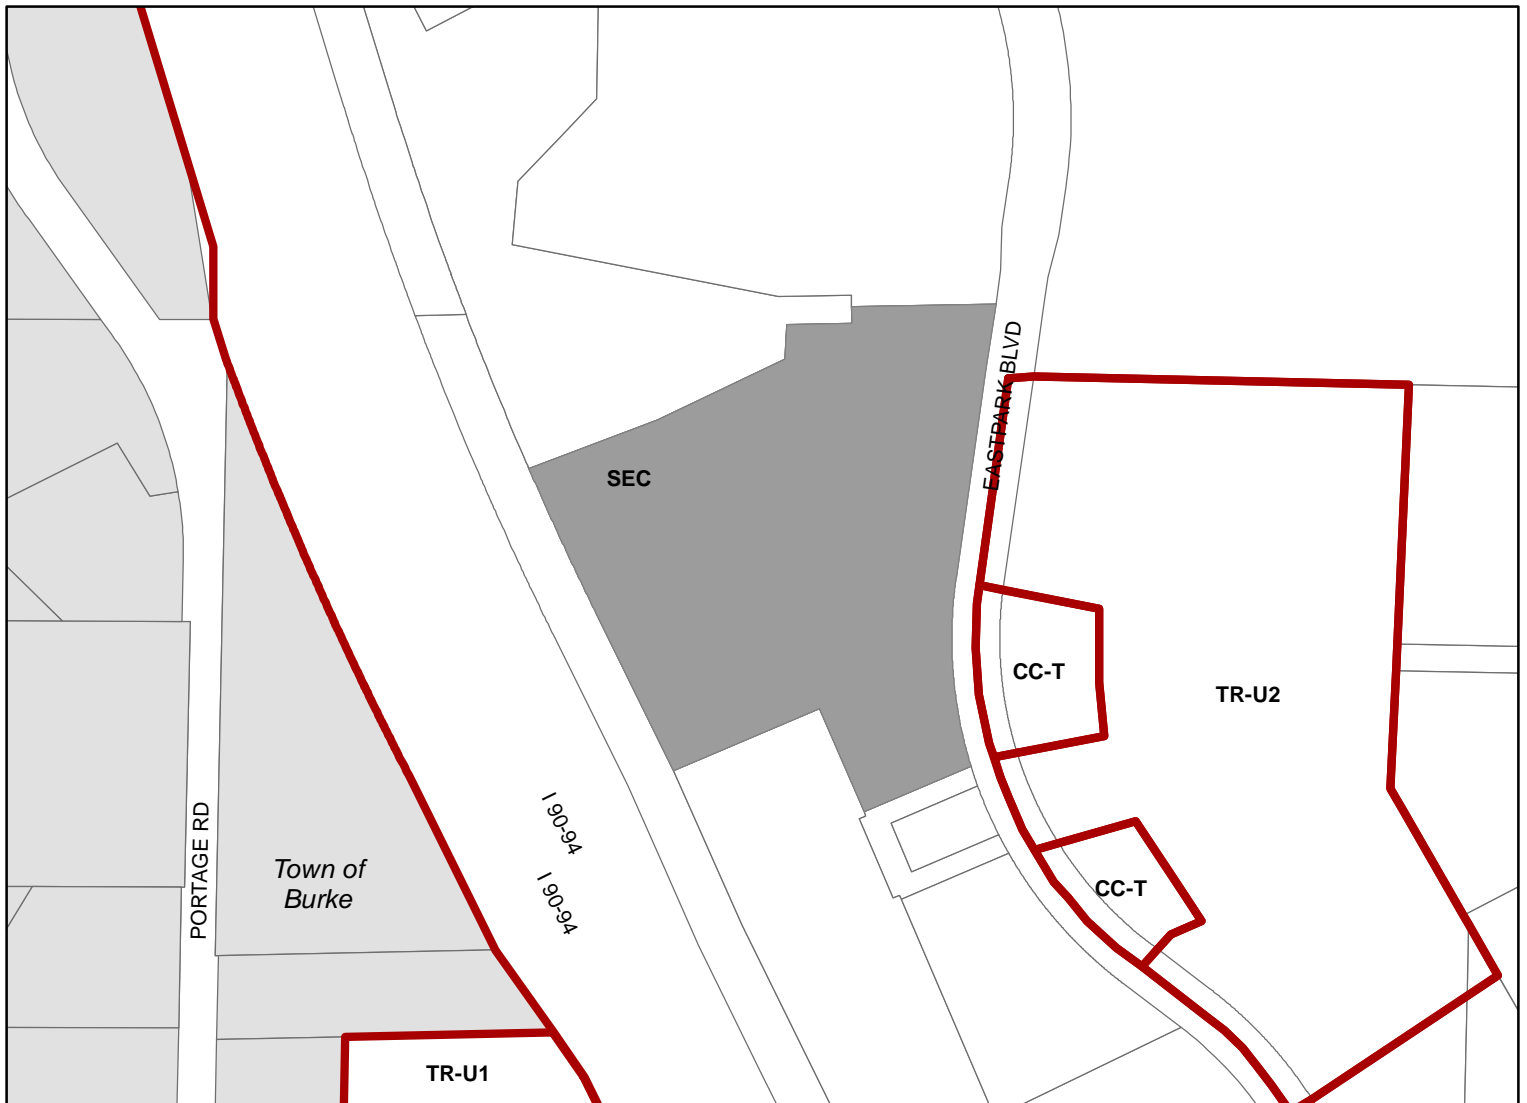 EASTPARK BLVD
SEC
CC-T
TR-U2
I 90-94
PORTAGE RD
Town of
Burke
I 90-94
CC-T
TR-U1